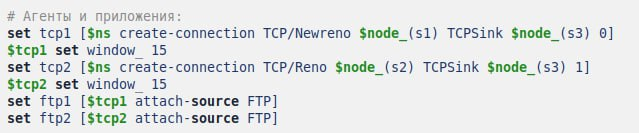 # Агенты и приложения:
set tcp1 [$ns create-connection TCP/Newreno $node_(s1) TCPSink $node_(s3) 0]
$tcp1 set window_ 15
set tcp2 [$ns create-connection TCP/Reno $node_(s2) TCPSink $node_(s3) 1]
$tcp2 set window_ 15
set ftp1 [$tcp1 attach-source FTP]
set ftp2 [$tcp2 attach-source FTP]